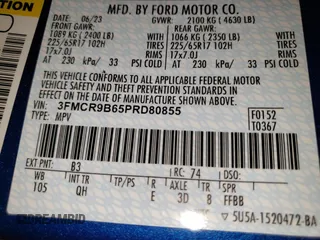 MFD. BY FORD MOTOR CO.
DATE: 06/23 GVWR: 2100 KG ( 4630 LB)
FRONT GAWR: REAR GAWR:
1089 KG ( 2400 LB) 1066 KG ( 2350 LB)
225/65R17 102H TIRES 225/65R17 102H TIRES
17x7.0J RIMS 17x7.0J RIMS
AT 230 kPa/ 33 PSI COLD AT 230 kPa/ 33 PSI COLD
THIS VEHICLE CONFORMS TO ALL APPLICABLE FEDERAL MOTOR
VEHICLE SAFETY AND THEFT PREVENTION STANDARDS IN
EFFECT ON THE DATE OF MANUFACTURE SHOWN ABOVE.
VIN: 3FMCR9B65PRD80855 F0152
TYPE: MPV T0367
EXT PNT: B3 RC: 74 DSO:
WB INT TR TP/PS R AXLE TR SPR
105 QH E 3D 8 FFBB
5U5A-1520472-BA